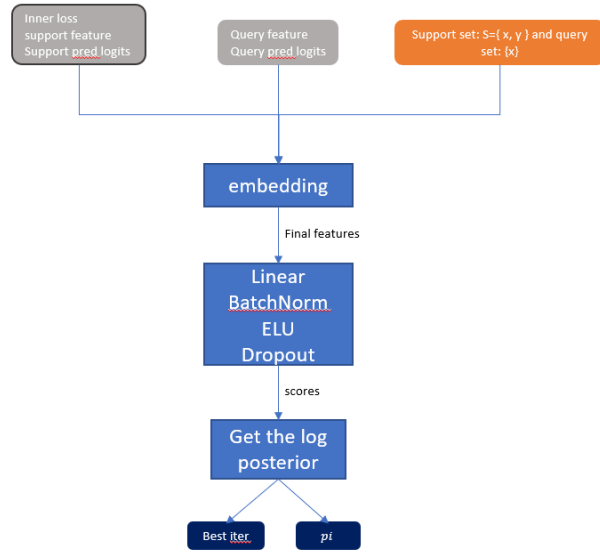 Inner loss
support feature
Support pred logits
Query feature
Query pred logits
Support set: S={ x, y } and query
set: {x}
embedding
Final features
Linear
BatchNorm
ELU
Dropout
scores
Get the log
posterior
Best iter
pi